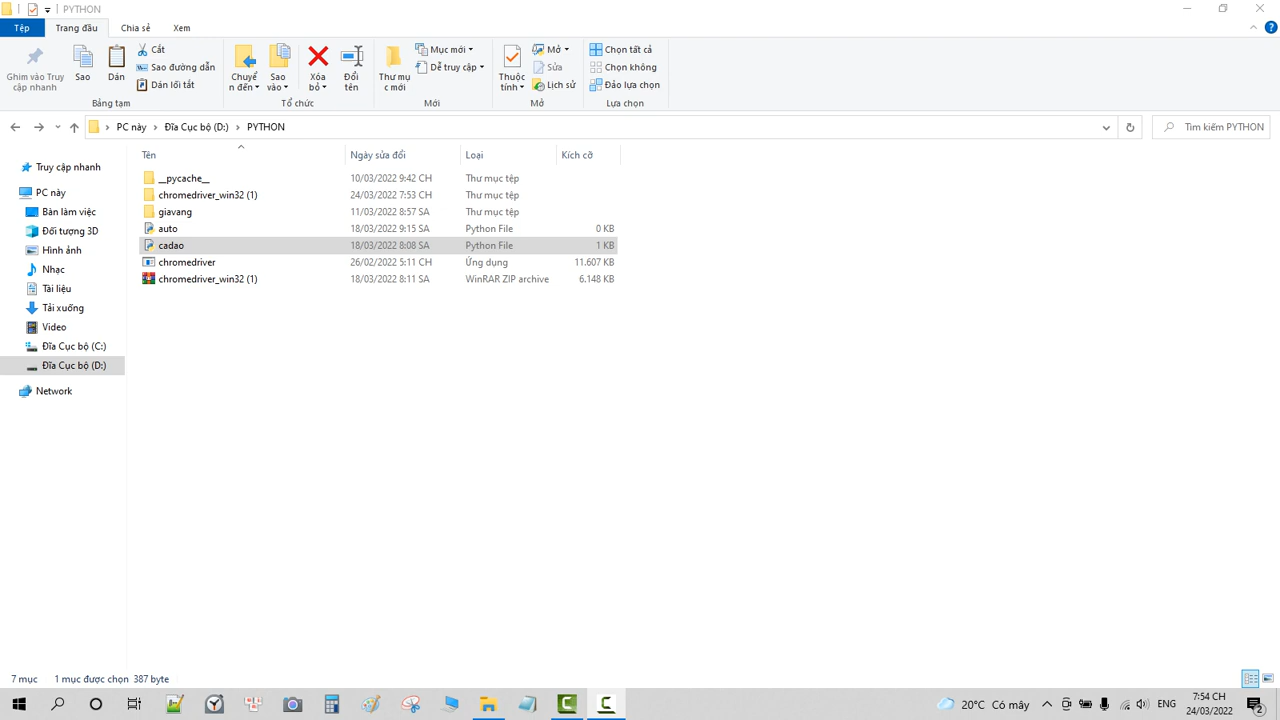 PYTHON
Tệp Trang đầu Chia sẻ Xem
Ghim vào Truy cập nhanh
Sao
Dán
Cắt
Sao đường dẫn
Dán lối tắt
Bảng tạm
Chuyển đến
Sao vào
Xóa bỏ
Đổi tên
Tổ chức
Thư mục mới
Mục mới
Dễ truy cập
Mới
Thuộc tính
Mở
Sửa
Lịch sử
Mở
Chọn tất cả
Chọn không
Đảo lựa chọn
Lựa chọn
PC này Đĩa Cục bộ (D:) PYTHON
Tìm kiếm PYTHON
Truy cập nhanh
PC này
Bàn làm việc
Đối tượng 3D
Hình ảnh
Nhạc
Tài liệu
Tải xuống
Video
Đĩa Cục bộ (C:)
Đĩa Cục bộ (D:)
Network
Tên Ngày sửa đổi Loại Kích cỡ
__pycache__ 10/03/2022 9:42 CH Thư mục tệp
chromedriver_win32 (1) 24/03/2022 7:53 CH Thư mục tệp
giavang 11/03/2022 8:57 SA Thư mục tệp
auto 18/03/2022 9:15 SA Python File 0 KB
cadao 18/03/2022 8:08 SA Python File 1 KB
chromedriver 26/02/2022 5:11 CH Ứng dụng 11.607 KB
chromedriver_win32 (1) 18/03/2022 8:11 SA WinRAR ZIP archive 6.148 KB
7 mục 1 mục được chọn 387 byte
20°C Có mây
ENG
7:54 CH
24/03/2022
2